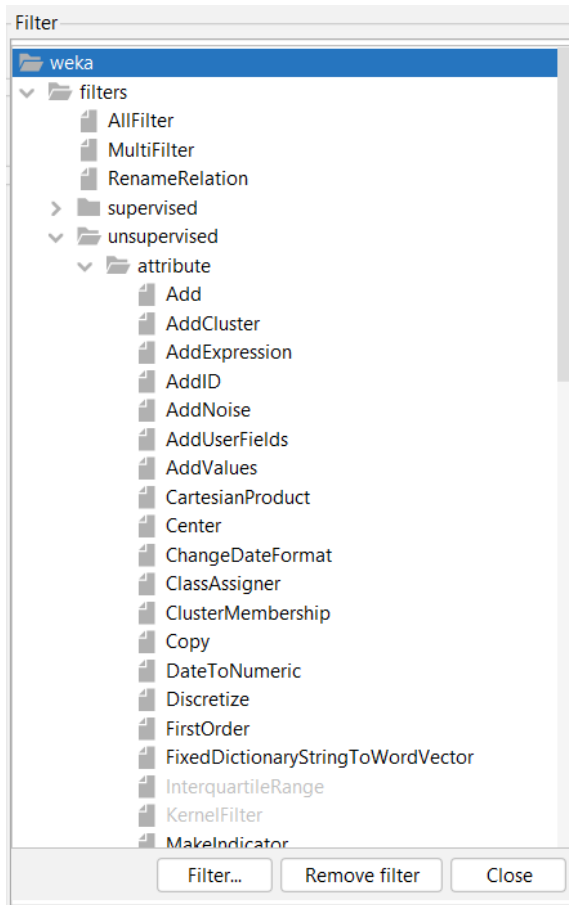 Filter
weka
filters
AllFilter
MultiFilter
RenameRelation
supervised
unsupervised
attribute
Add
AddCluster
AddExpression
AddID
AddNoise
AddUserFields
AddValues
CartesianProduct
Center
ChangeDateFormat
ClassAssigner
ClusterMembership
Copy
DateToNumeric
Discretize
FirstOrder
FixedDictionaryStringToWordVector
InterquartileRange
KernelFilter
MakeIndicator
Filter... Remove filter Close